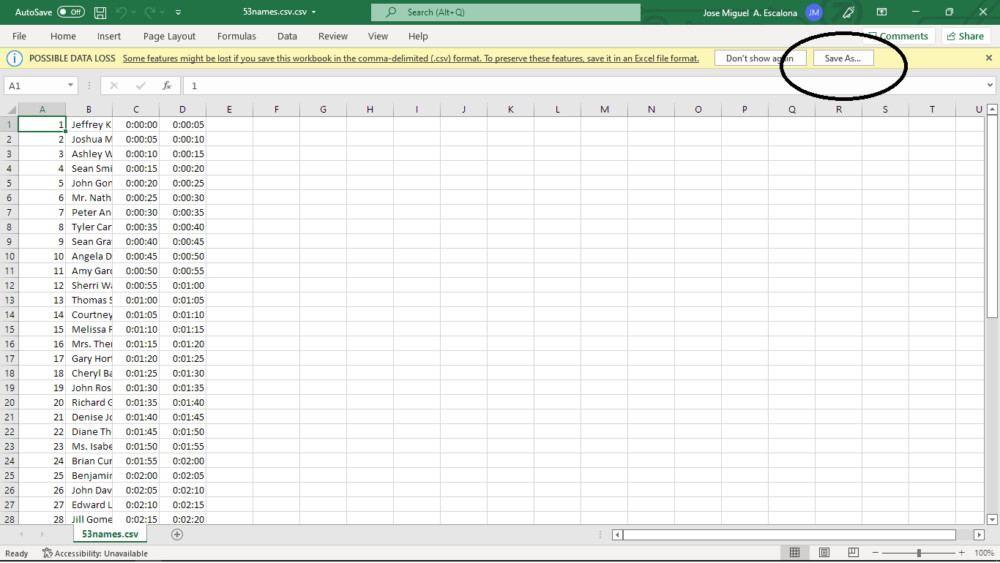 AutoSave Off 53names.csv.csv Search (Alt+Q) Jose Miguel A. Escalona JM
File Home Insert Page Layout Formulas Data Review View Help Comments Share
POSSIBLE DATA LOSS Some features might be lost if you save this workbook in the comma-delimited (.csv) format. To preserve these features, save it in an Excel file format. Don't show again Save As...
A1 fx 1
A B C D E F G H I J K L M N O P Q R S T U
1 1 Jeffrey K 0:00:00 0:00:05
2 2 Joshua M 0:00:05 0:00:10
3 3 Ashley W 0:00:10 0:00:15
4 4 Sean Smi 0:00:15 0:00:20
5 5 John Gon 0:00:20 0:00:25
6 6 Mr. Nath 0:00:25 0:00:30
7 7 Peter An 0:00:30 0:00:35
8 8 Tyler Car 0:00:35 0:00:40
9 9 Sean Gra 0:00:40 0:00:45
10 10 Angela D 0:00:45 0:00:50
11 11 Amy Gard 0:00:50 0:00:55
12 12 Sherri Wa 0:00:55 0:01:00
13 13 Thomas S 0:01:00 0:01:05
14 14 Courtney 0:01:05 0:01:10
15 15 Melissa F 0:01:10 0:01:15
16 16 Mrs. Ther 0:01:15 0:01:20
17 17 Gary Hort 0:01:20 0:01:25
18 18 Cheryl Ba 0:01:25 0:01:30
19 19 John Ros 0:01:30 0:01:35
20 20 Richard G 0:01:35 0:01:40
21 21 Denise Jo 0:01:40 0:01:45
22 22 Diane Th 0:01:45 0:01:50
23 23 Ms. Isabe 0:01:50 0:01:55
24 24 Brian Cur 0:01:55 0:02:00
25 25 Benjamin 0:02:00 0:02:05
26 26 John Dav 0:02:05 0:02:10
27 27 Edward L 0:02:10 0:02:15
28 28 Jill Gome 0:02:15 0:02:20
53names.csv
Ready Accessibility: Unavailable 100%